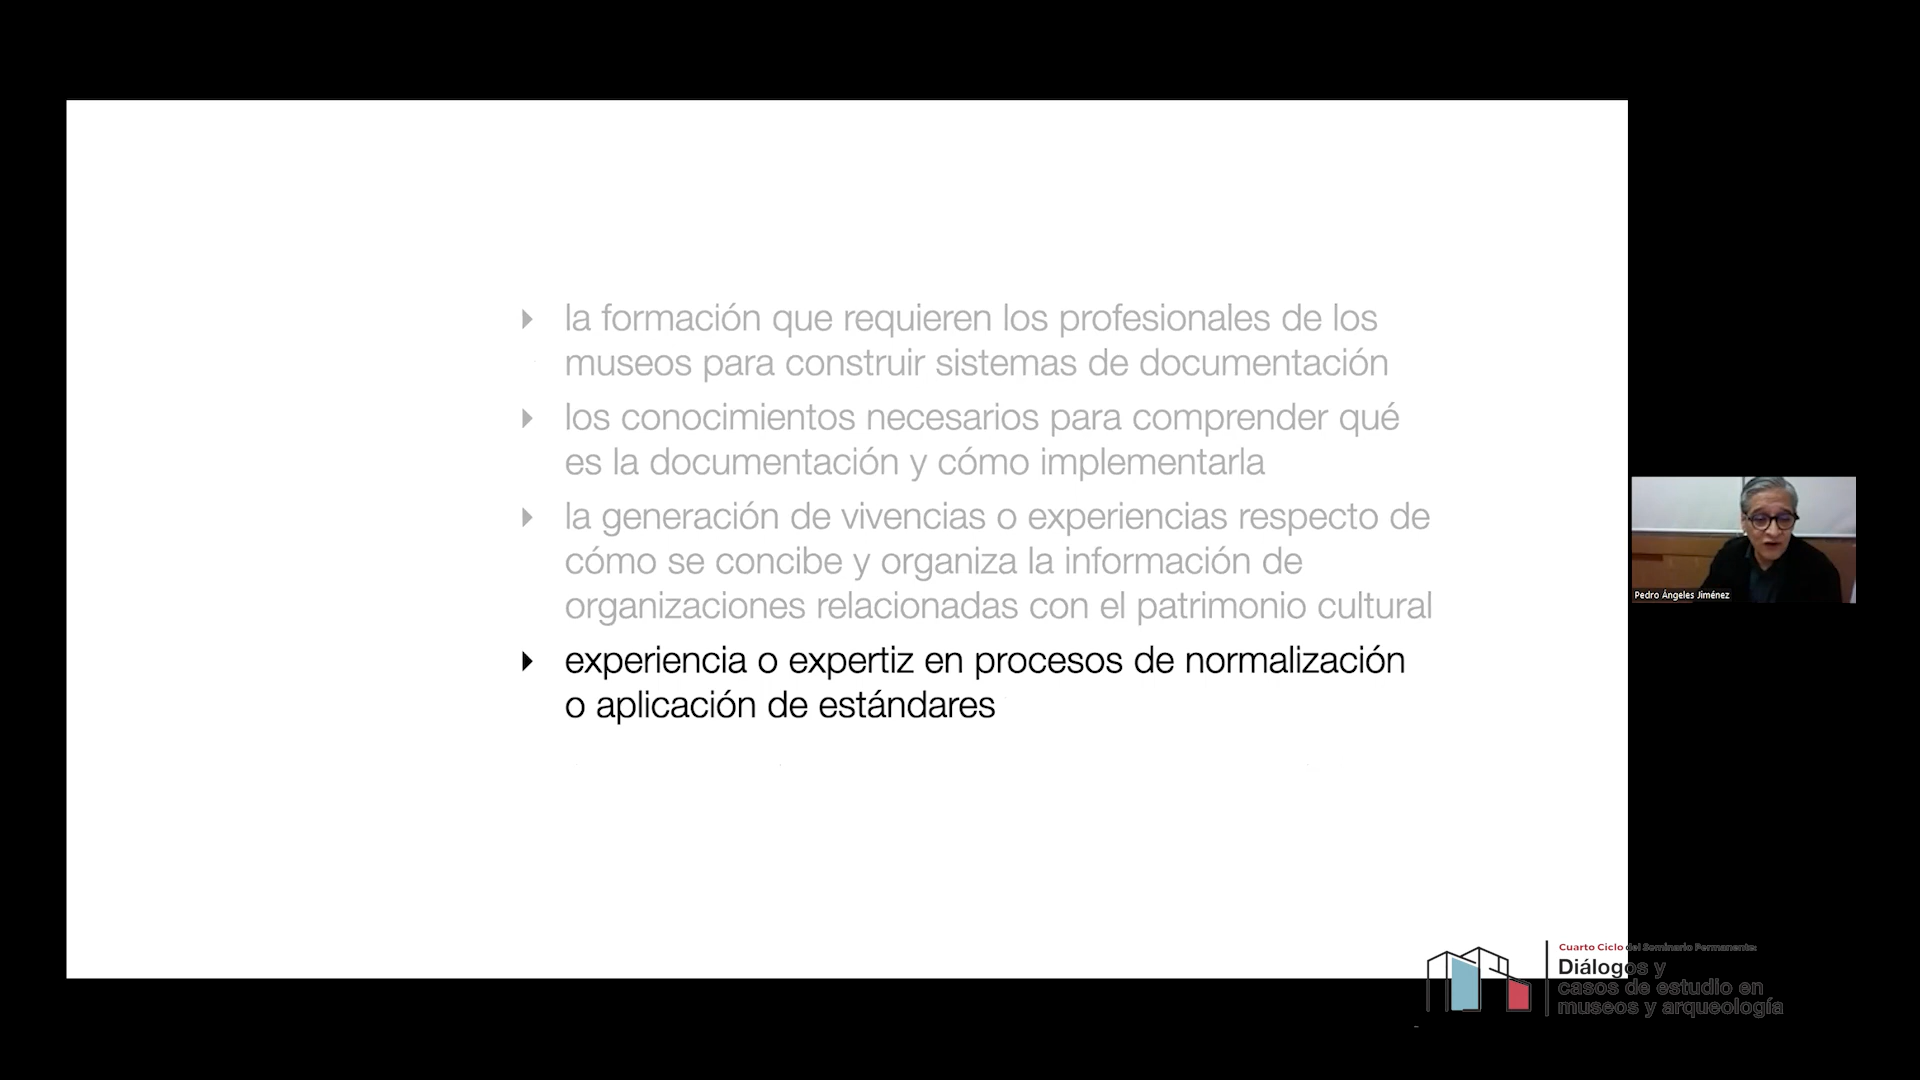 la formación que requieren los profesionales de los
museos para construir sistemas de documentación
los conocimientos necesarios para comprender qué
es la documentación y cómo implementarla
la generación de vivencias o experiencias respecto de
cómo se concibe y organiza la información de
organizaciones relacionadas con el patrimonio cultural
experiencia o expertiz en procesos de normalización
o aplicación de estándares
Pedro Ángeles Jiménez
Cuarto Ciclo del Seminario Permanente:
Diálogos y
casos de estudio en
museos y arqueología